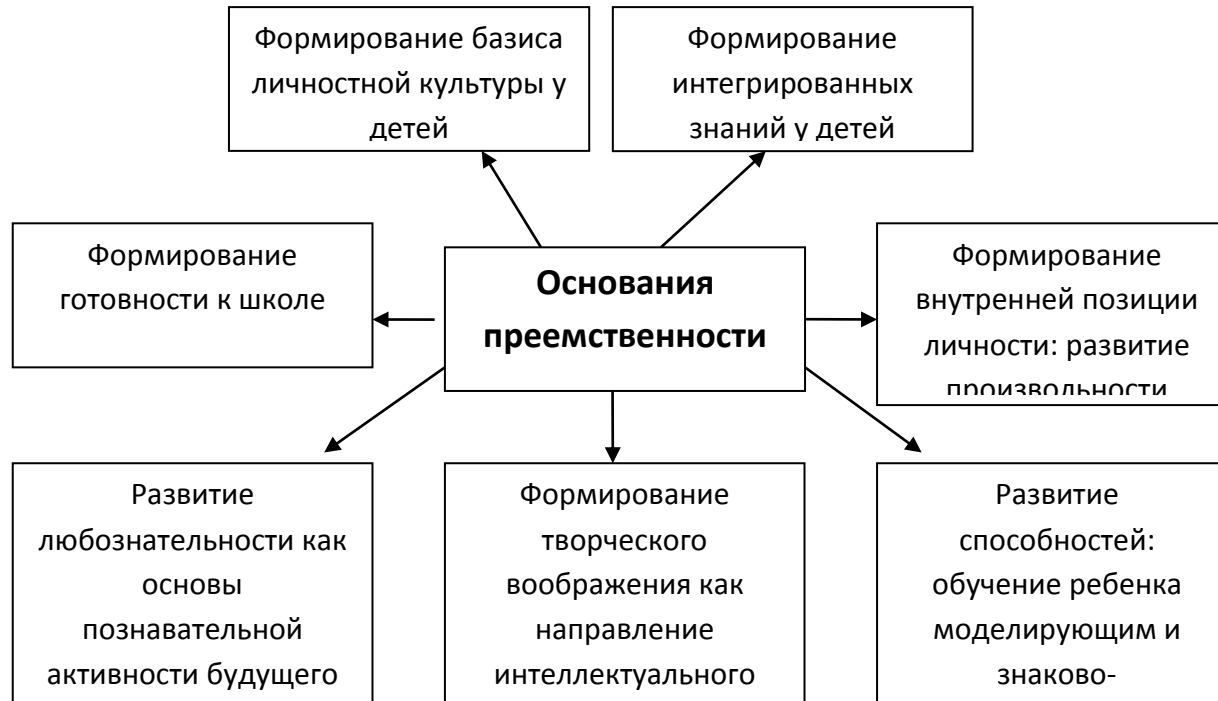 Формирование базиса
личностной культуры у
детей
Формирование
интегрированных
знаний у детей
Формирование
готовности к школе
Основания
преемственности
Формирование
внутренней позиции
личности: развитие
произвольности
Развитие
любознательности как
основы
познавательной
активности будущего
Формирование
творческого
воображения как
направление
интеллектуального
Развитие
способностей:
обучение ребенка
моделирующим и
знаково-